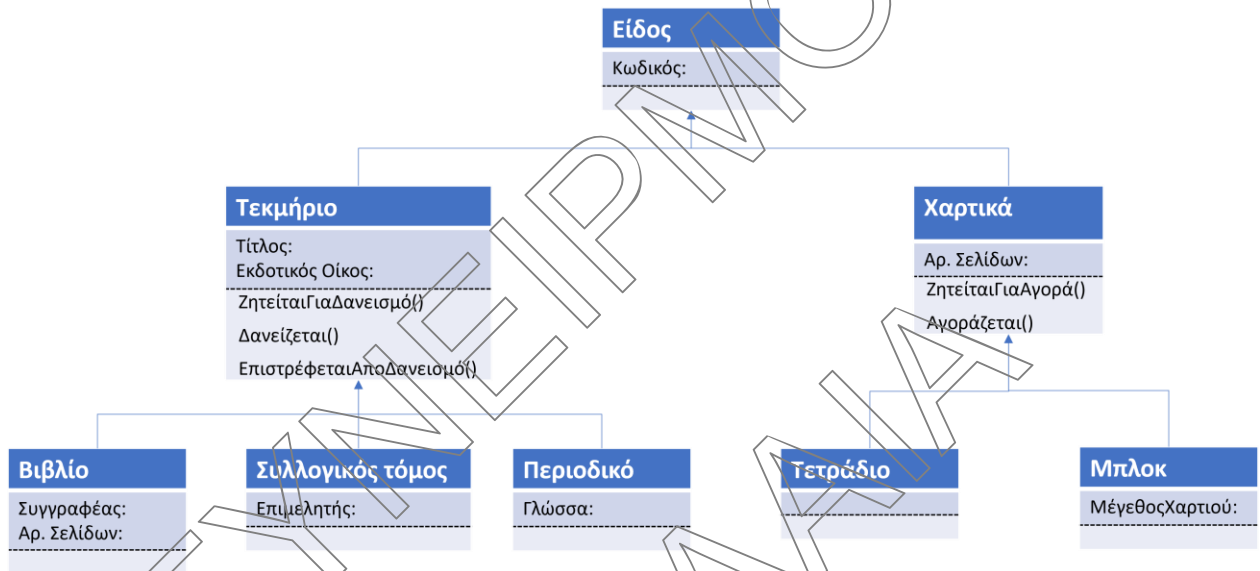 Είδος
Κωδικός:
Τεκμήριο
Τίτλος:
Εκδοτικός Οίκος:
ΖητείταιΓιαΔανεισμό()
Δανείζεται()
ΕπιστρέφεταιΑποΔανεισμό()
Χαρτικά
Αρ. Σελίδων:
ΖητείταιΓιαΑγορά()
Αγοράζεται()
Βιβλίο
Συγγραφέας:
Αρ. Σελίδων:
Συλλογικός τόμος
Επιμελητής:
Περιοδικό
Γλώσσα:
Τετράδιο
Μπλοκ
ΜέγεθοςΧαρτιού: